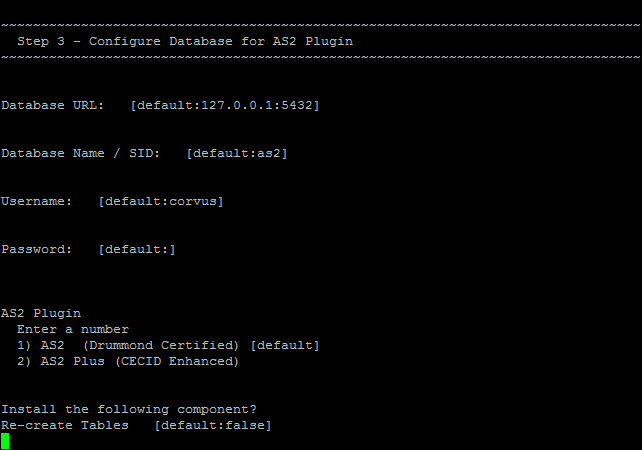 ~~~~~~~~~~~~~~~~~~~~~~~~~~~~~~~~~~~~~~~~~~~~~~~~~~~~~~~~~~~~~~~~~~~~~~~~~~~~~~~~
Step 3 - Configure Database for AS2 Plugin
~~~~~~~~~~~~~~~~~~~~~~~~~~~~~~~~~~~~~~~~~~~~~~~~~~~~~~~~~~~~~~~~~~~~~~~~~~~~~~~~
Database URL:   [default:127.0.0.1:5432]
Database Name / SID:   [default:as2]
Username:   [default:corvus]
Password:   [default:]
AS2 Plugin
Enter a number
1) AS2  (Drummond Certified) [default]
2) AS2 Plus (CECID Enhanced)
Install the following component?
Re-create Tables   [default:false]